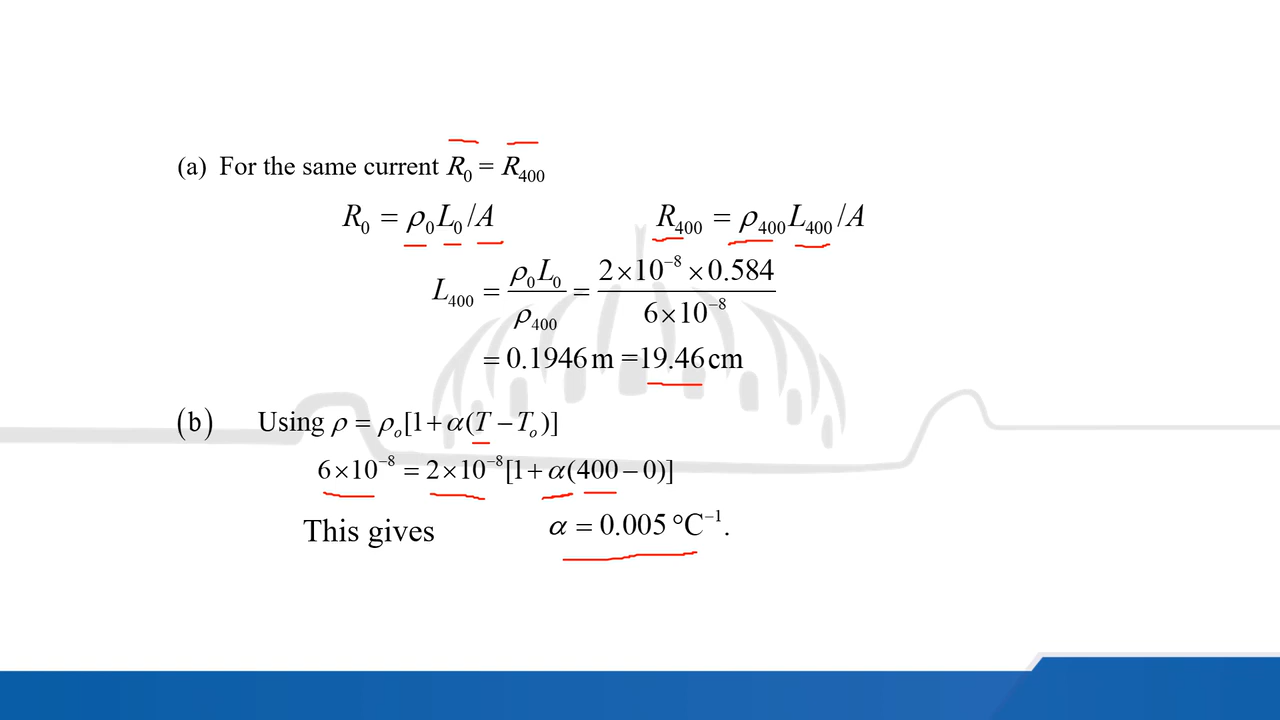 (a) For the same current R₀ = R₄₀₀
R₀ = ρ₀L₀/A R₄₀₀ = ρ₄₀₀L₄₀₀/A
L₄₀₀ = ρ₀L₀ / ρ₄₀₀ = 2×10⁻⁸ ×0.584 / 6×10⁻⁸
= 0.1946 m =19.46 cm
(b) Using ρ = ρₒ[1+α(T −Tₒ)]
6×10⁻⁸ = 2×10⁻⁸[1+α(400−0)]
This gives α = 0.005 °C⁻¹.